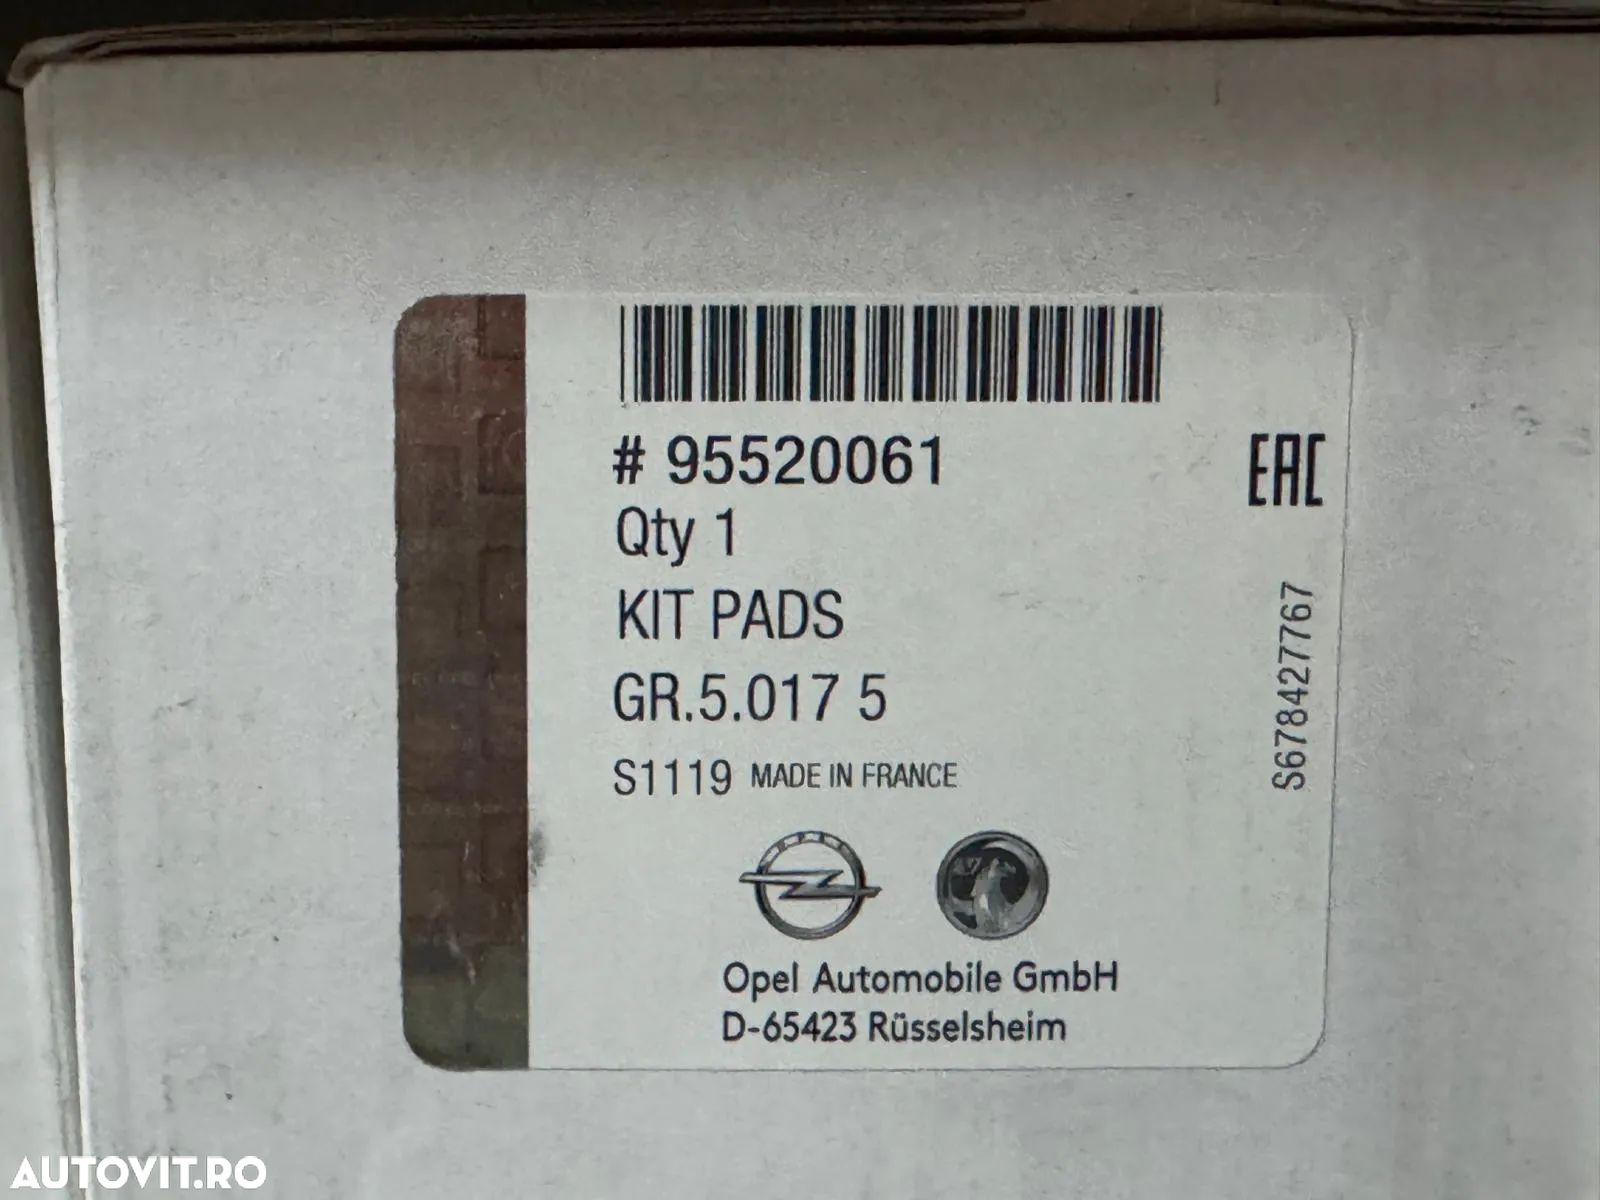 # 95520061
EAC
Qty 1
KIT PADS
GR.5.017 5
S1119 MADE IN FRANCE
S678427767
Opel Automobile GmbH
D-65423 Rüsselsheim
AUTOVIT.RO